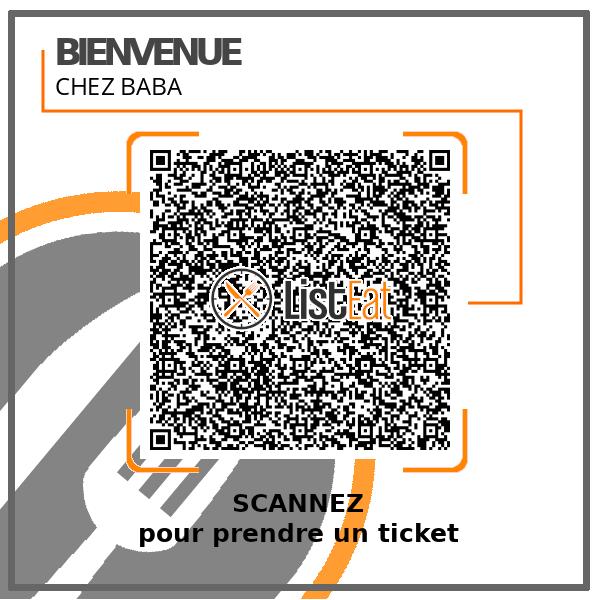 BIENVENUE
CHEZ BABA
ListEat
SCANNEZ
pour prendre un ticket